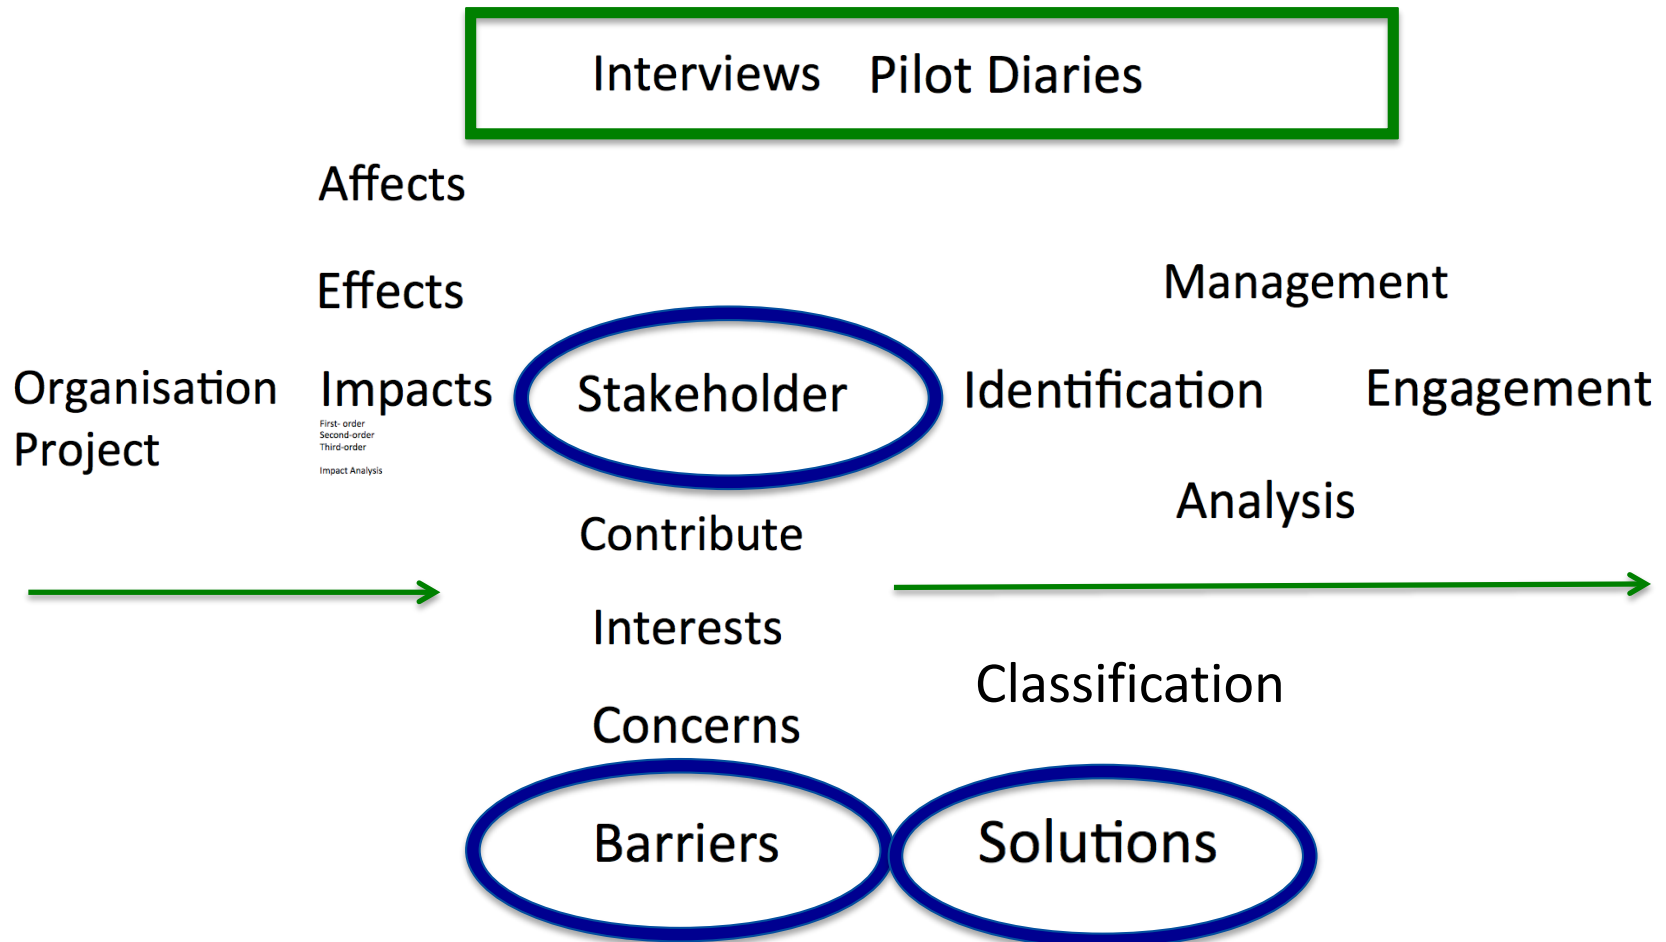 Interviews Pilot Diaries
Affects
Effects
Management
Organisation
Project
Impacts
First- order
Second-order
Third-order
Impact Analysis
Stakeholder
Identification
Engagement
Analysis
Contribute
Interests
Classification
Concerns
Barriers
Solutions